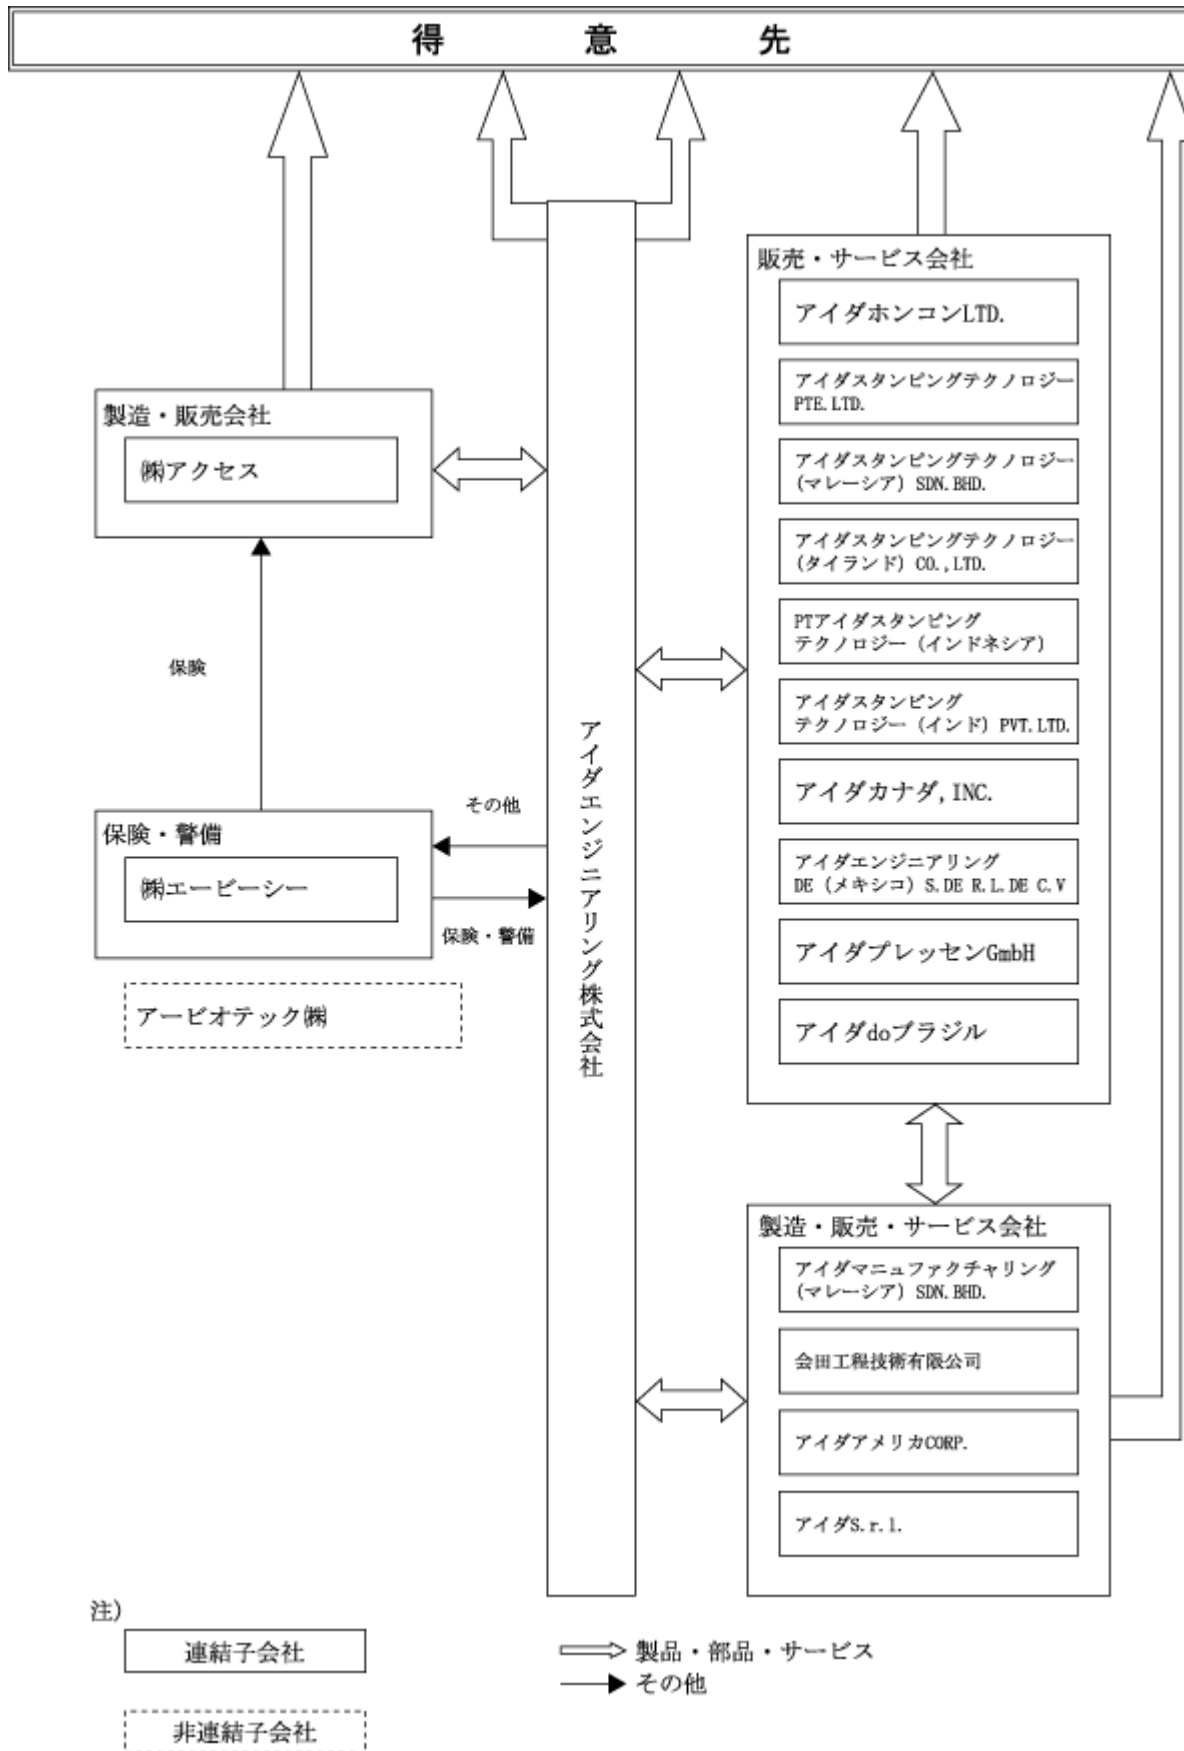 得意先
製造・販売会社
㈱アクセス
保険
保険・警備
㈱エービーシー
アービオテック㈱
その他
保険・警備
アイダエンジニアリング株式会社
販売・サービス会社
アイダホンコンLTD.
アイダスタンピングテクノロジー
PTE.LTD.
アイダスタンピングテクノロジー
(マレーシア) SDN.BHD.
アイダスタンピングテクノロジー
(タイランド) CO.,LTD.
PTアイダスタンピング
テクノロジー (インドネシア)
アイダスタンピング
テクノロジー (インド) PVT.LTD.
アイダカナダ,INC.
アイダエンジニアリング
DE (メキシコ) S.DE R.L.DE C.V
アイダプレッセンGmbH
アイダdoブラジル
製造・販売・サービス会社
アイダマニュファクチャリング
(マレーシア) SDN.BHD.
会田工程技術有限公司
アイダアメリカCORP.
アイダS.r.l.
注)
連結子会社
非連結子会社
製品・部品・サービス
その他